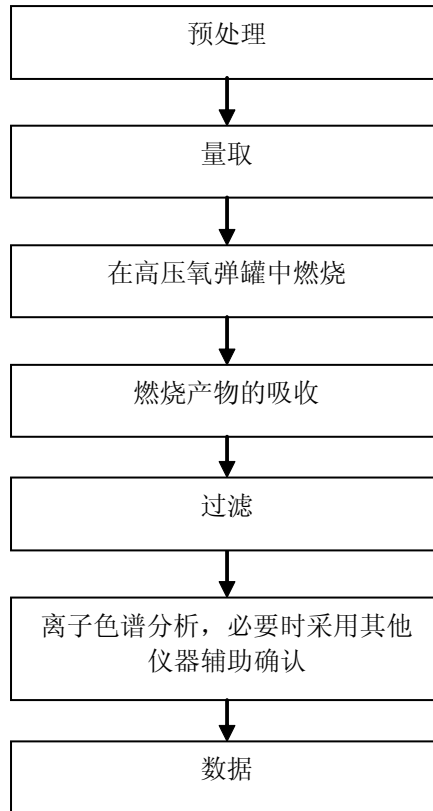 预处理
量取
在高压氧弹罐中燃烧
燃烧产物的吸收
过滤
离子色谱分析，必要时采用其他
仪器辅助确认
数据